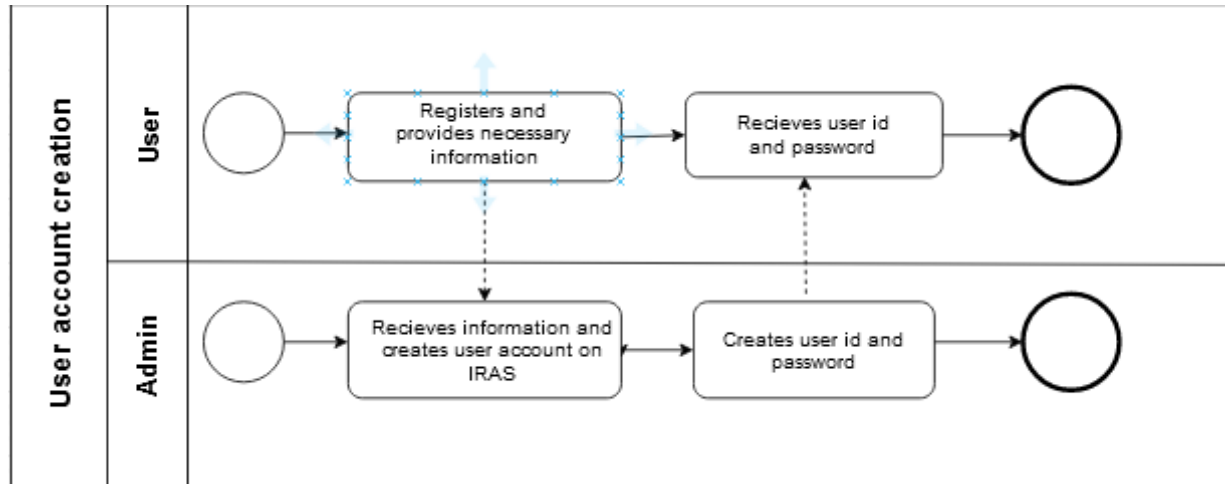 User account creation
User
Registers and
provides necessary
information
Recieves user id
and password
Admin
Recieves information and
creates user account on
IRAS
Creates user id and
password